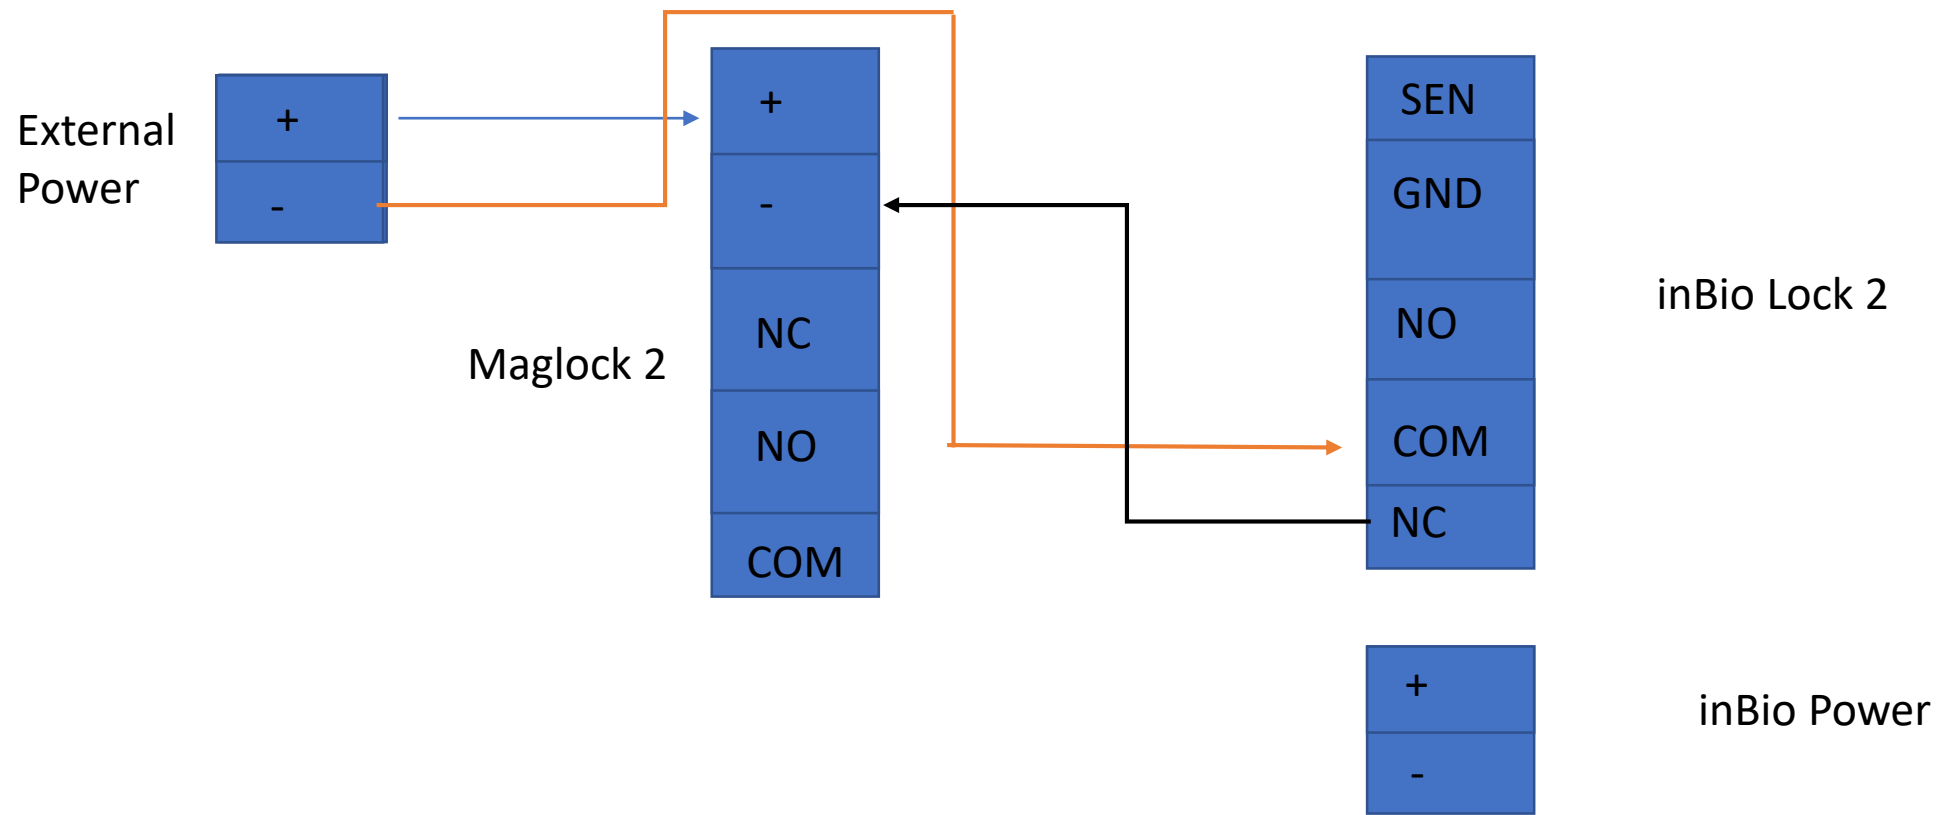 External
Power
+
-
Maglock 2
+
-
NC
NO
COM
SEN
GND
NO
COM
NC
inBio Lock 2
+
-
inBio Power